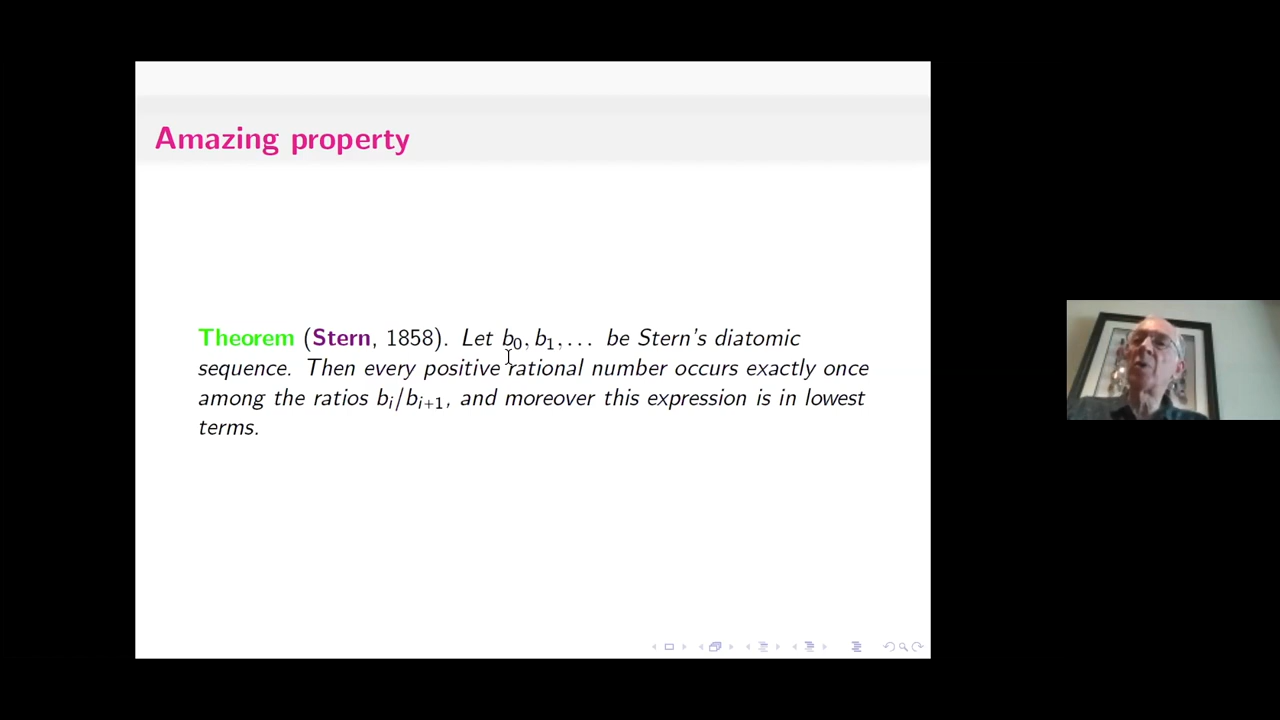 Amazing property
Theorem (Stern, 1858). Let b₀, b₁, . . . be Stern's diatomic
sequence. Then every positive rational number occurs exactly once
among the ratios bᵢ/bᵢ₊₁, and moreover this expression is in lowest
terms.